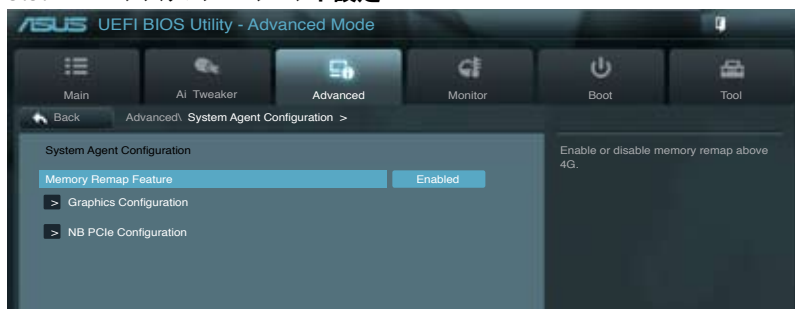 ASUS UEFI BIOS Utility - Advanced Mode
Main
Ai Tweaker
Advanced
Monitor
Boot
Tool
Back
Advanced\ System Agent Configuration >
System Agent Configuration
Memory Remap Feature Enabled
> Graphics Configuration
> NB PCIe Configuration
Enable or disable memory remap above
4G.